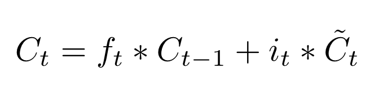 $C_t = f_t * C_{t-1} + i_t * \tilde{C}_t$